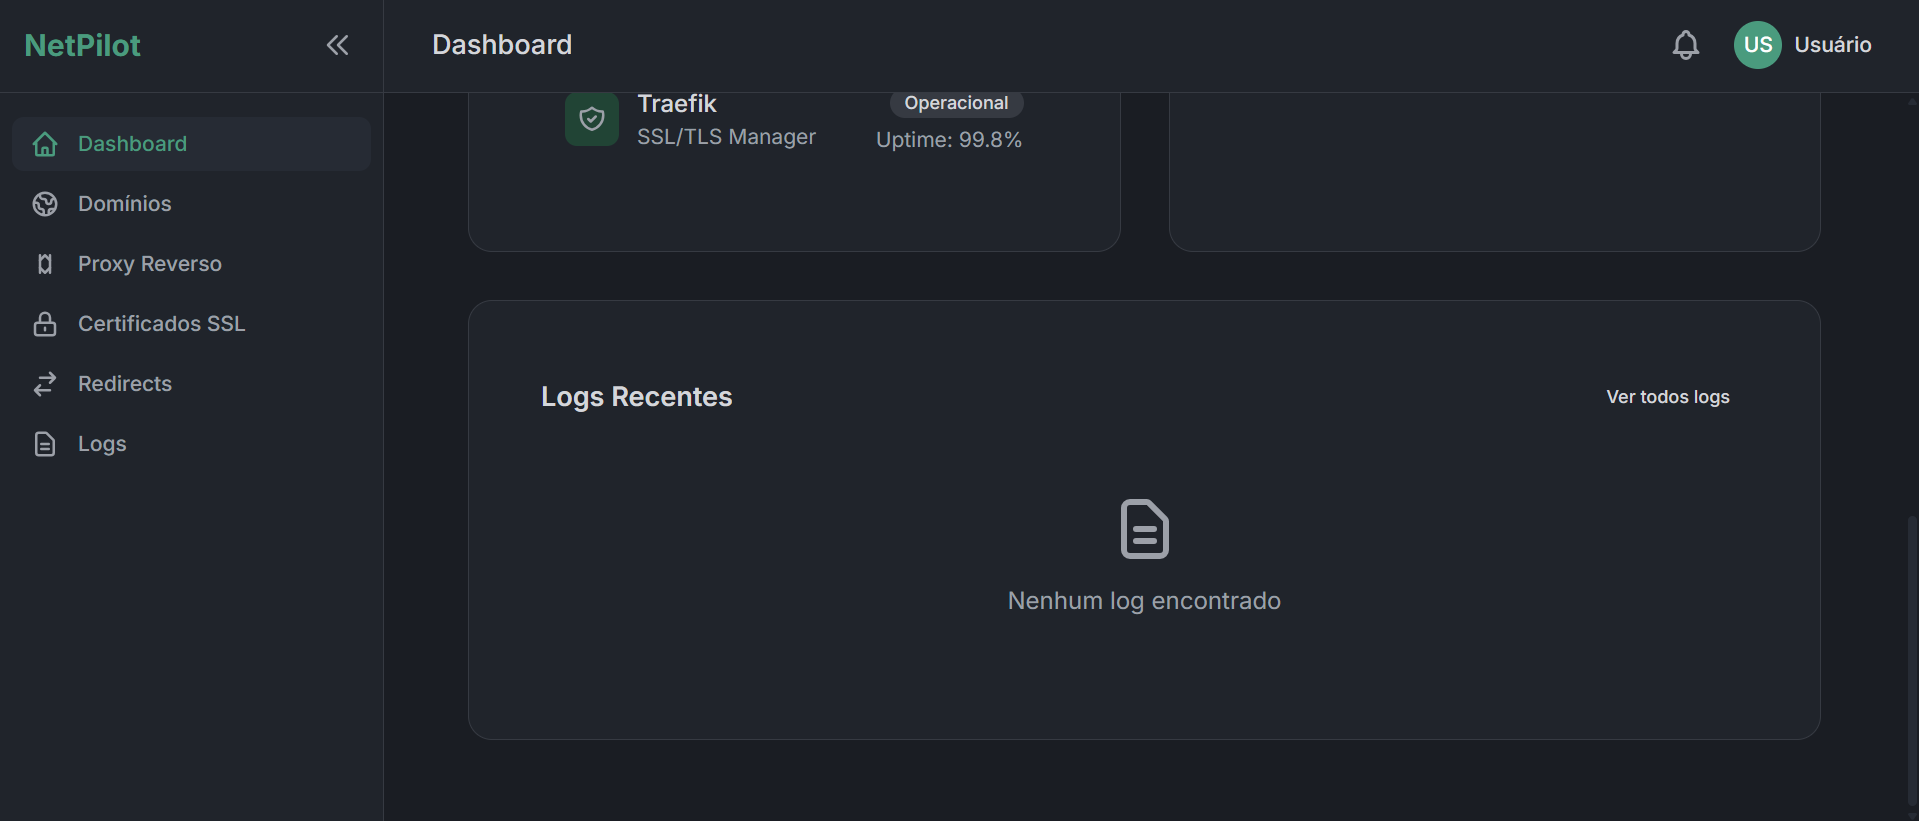 NetPilot
Dashboard
US
Usuário
Dashboard
Domínios
Proxy Reverso
Certificados SSL
Redirects
Logs
Traefik
Operacional
SSL/TLS Manager
Uptime: 99.8%
Logs Recentes
Ver todos logs
Nenhum log encontrado